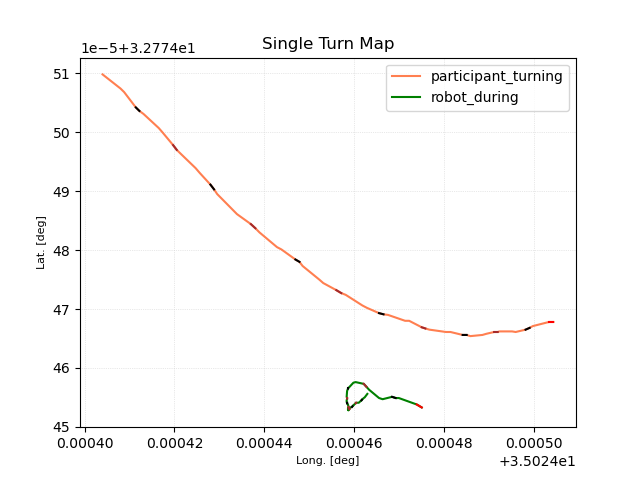 Single Turn Map
1e-5+3.2774e1
participant_turning
robot_during
51
50
49
48
47
46
45
Lat. [deg]
0.00040
0.00042
0.00044
0.00046
0.00048
0.00050
Long. [deg]
+3.5024e1